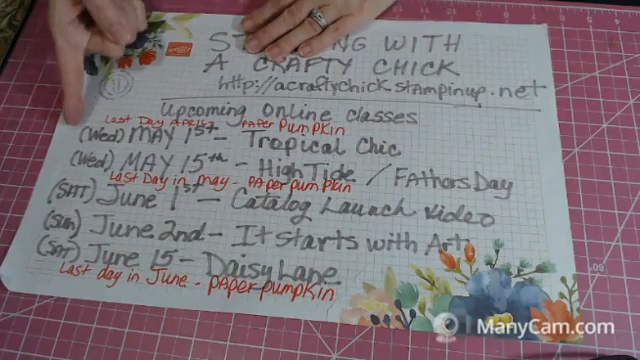 ST NG WITH
A CRAFTY CHICK
http://acraftychick.stampinup.net
Upcoming Online classes
Last Day APRIL PAPER PUMPKIN
(Wed) MAY 1st - Tropical Chic
(Wed) MAY 15th - High Tide / FAthers Day
Last Day in may - PAper pumpkin
(SAT) June 1st - Catalog Launch video
(Sun) June 2nd - It starts with Art
(SAT) June 15 - Daisy Lane
Last day in June - PAper pumpkin
ManyCam.com